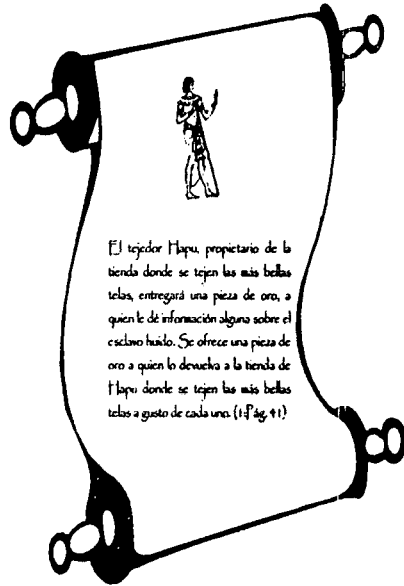 El tejedor Hapu, propietario de la
tienda donde se tejen las más bellas
telas, entregará una pieza de oro, a
quien le dé información alguna sobre el
esclavo huido. Se ofrece una pieza de
oro a quien lo devuelva a la tienda de
Hapu donde se tejen las más bellas
telas a gusto de cada uno. (1:Pág. 41)